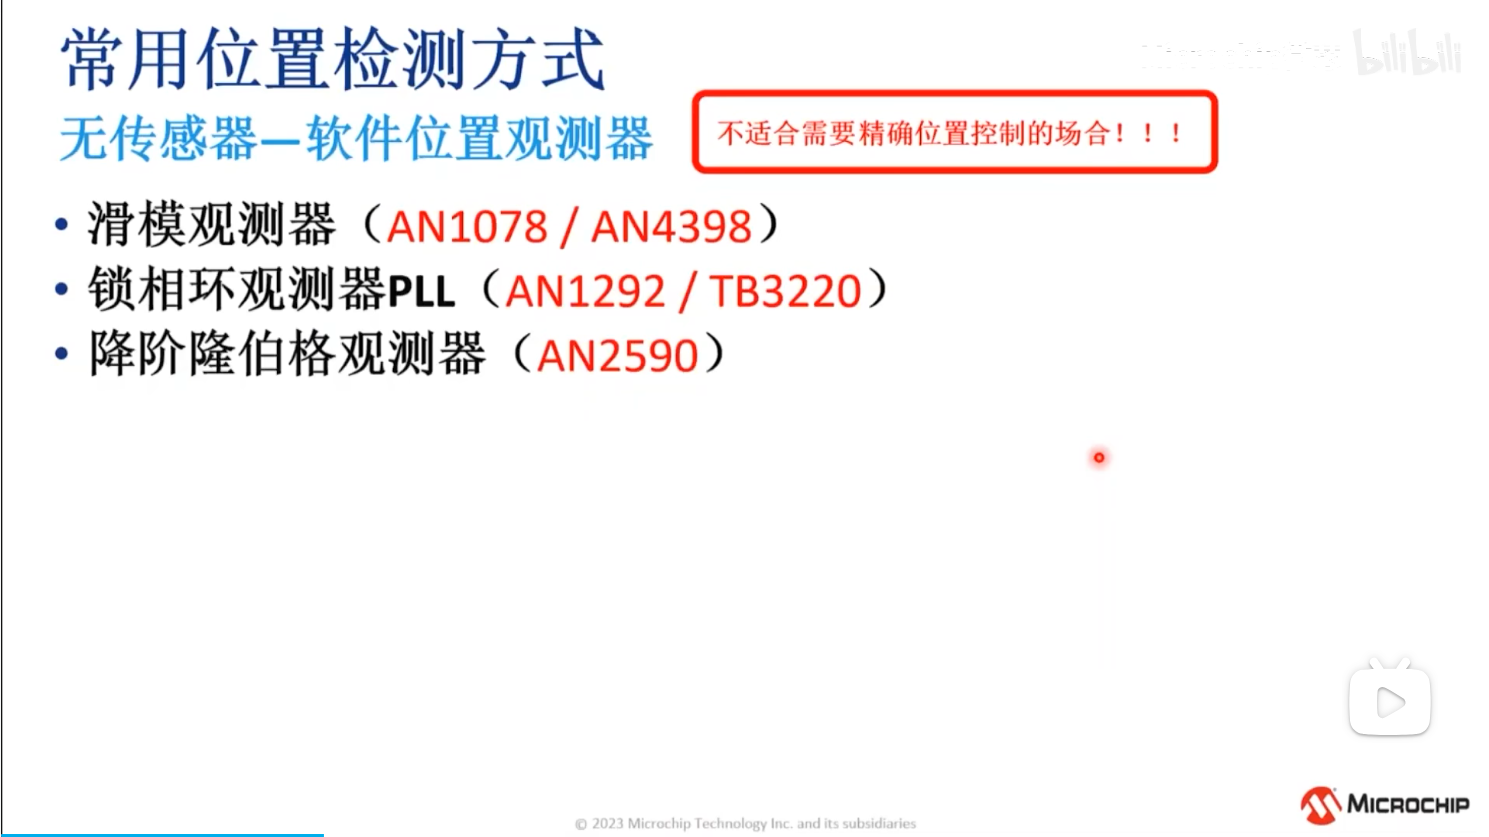 常用位置检测方式
bilibili
无传感器—软件位置观测器
不适合需要精确位置控制的场合！！！
• 滑模观测器（AN1078 / AN4398）
• 锁相环观测器PLL（AN1292 / TB3220）
• 降阶隆伯格观测器（AN2590）
MICROCHIP
© 2023 Microchip Technology Inc. and its subsidiaries